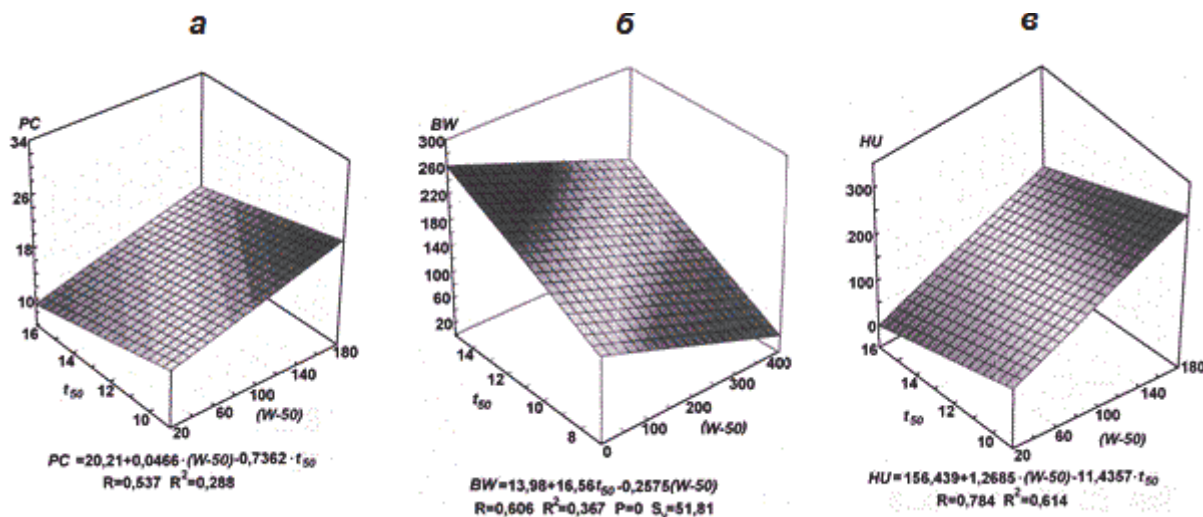 а
б
в
PC
34
26
18
10
16
14
12
10
t50
20
60
100
140
180
(W-50)
PC=20,21+0,0466·(W-50)-0,7362·t50
R=0,537 R²=0,288
BW
300
260
220
180
140
100
60
20
14
12
10
8
t50
0
100
200
300
400
(W-50)
BW=13,98+16,56t50-0,2575(W-50)
R=0,606 R²=0,367 P=0 Sy=51,81
HU
300
200
100
0
16
14
12
10
t50
20
60
100
140
180
(W-50)
HU=156,439+1,2685·(W-50)-11,4357·t50
R=0,784 R²=0,614